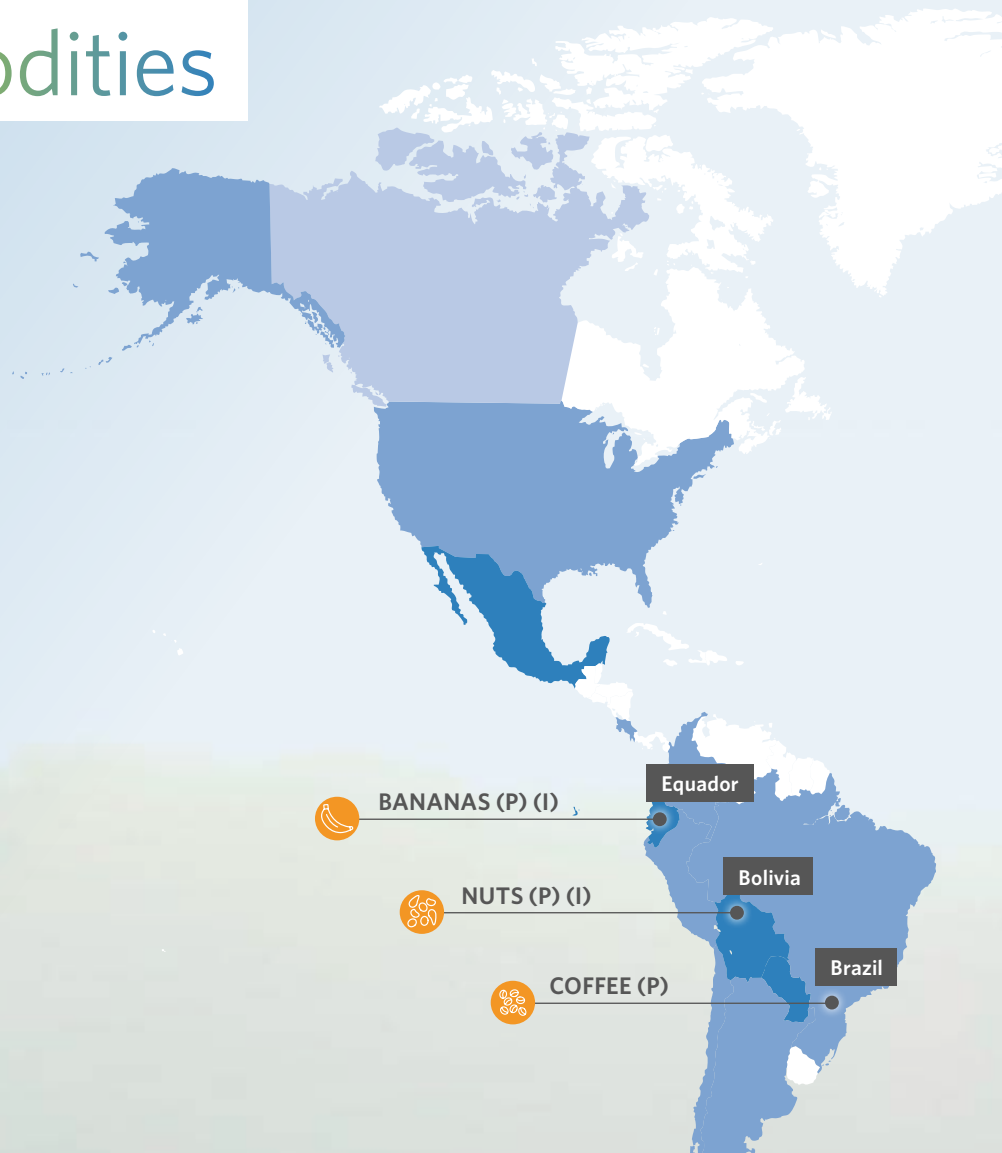 odities
Equador
BANANAS (P) (I)
Bolivia
NUTS (P) (I)
Brazil
COFFEE (P)